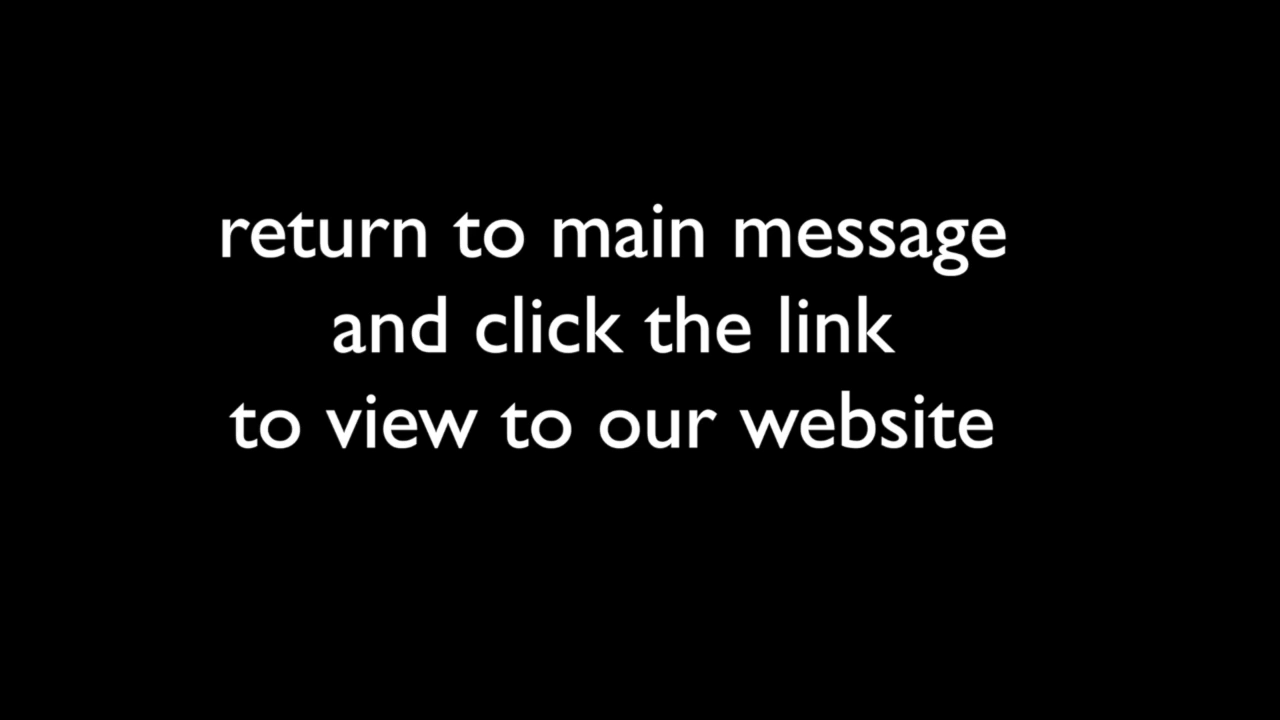 return to main message
and click the link
to view to our website